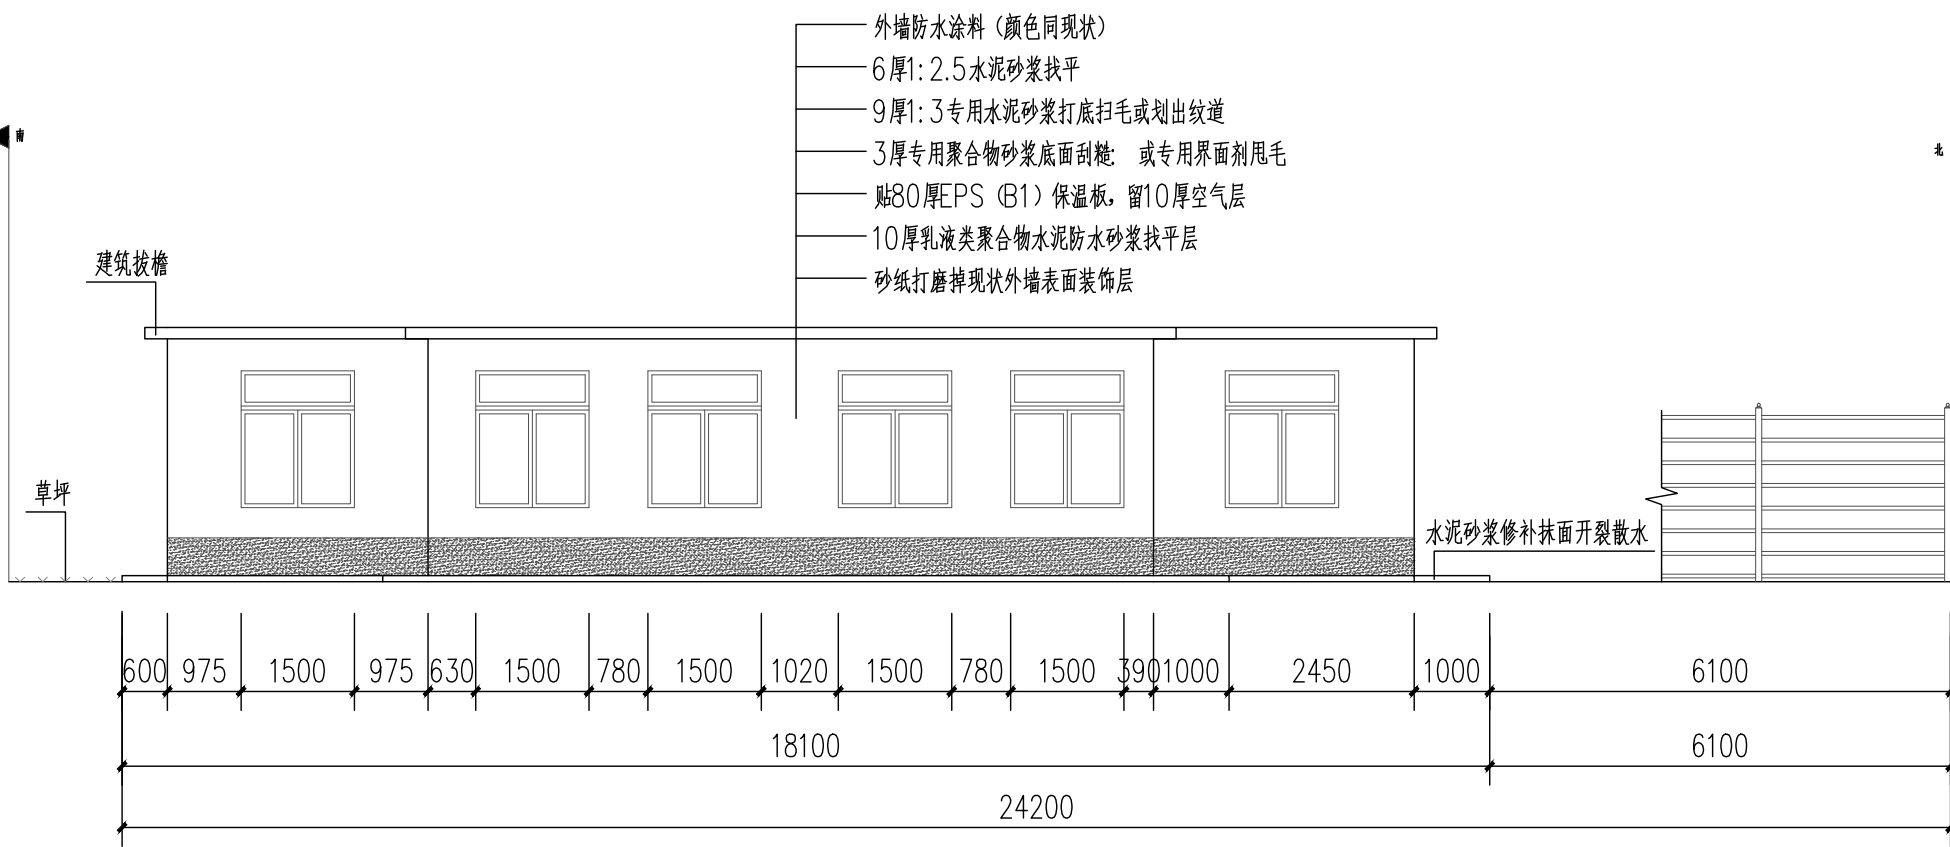 外墙防水涂料（颜色同现状）
6厚1:2.5水泥砂浆找平
9厚1:3专用水泥砂浆打底扫毛或划出纹道
3厚专用聚合物砂浆底面刮糙; 或专用界面剂甩毛
贴80厚EPS（B1）保温板，留10厚空气层
10厚乳液类聚合物水泥防水砂浆找平层
砂纸打磨掉现状外墙表面装饰层
南
北
建筑拔檐
草坪
水泥砂浆修补抹面开裂散水
600 975 1500 975 630 1500 780 1500 1020 1500 780 1500 390 1000 2450 1000 6100
18100 6100
24200